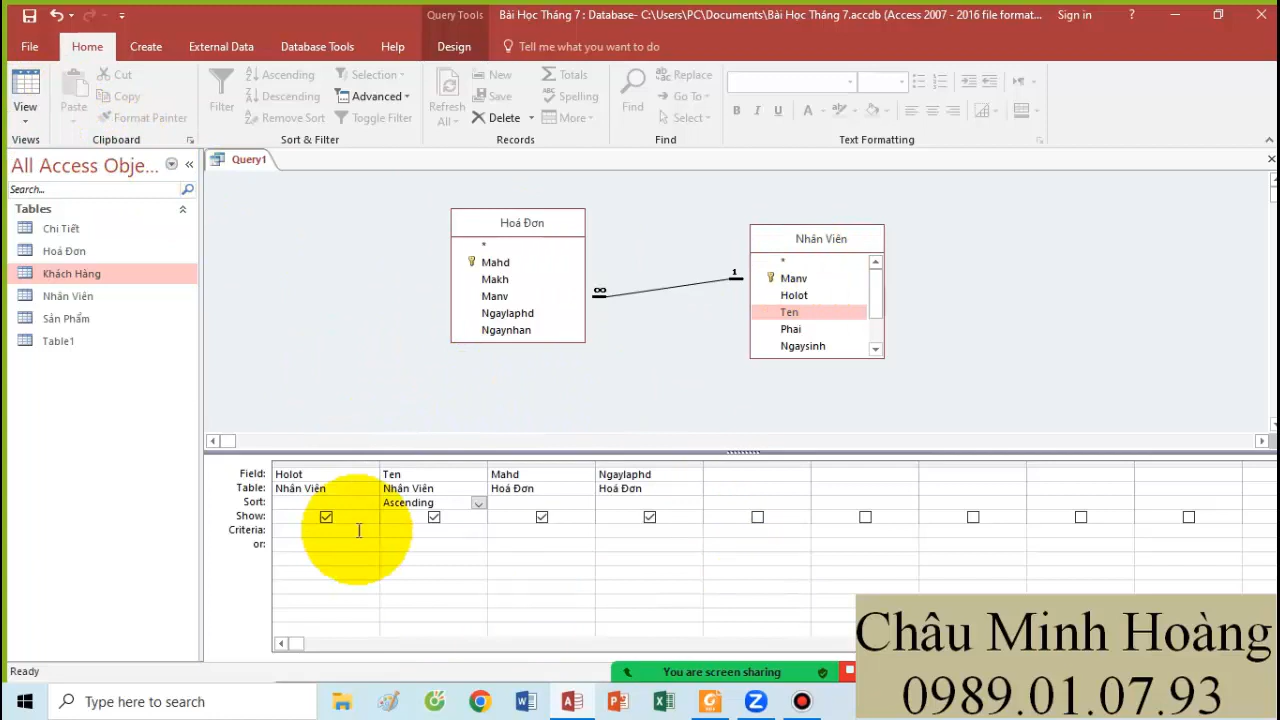 Query Tools
Bài Học Tháng 7 : Database- C:\Users\PC\Documents\Bài Học Tháng 7.accdb (Access 2007 - 2016 file format...
Sign in
?
File
Home
Create
External Data
Database Tools
Help
Design
Tell me what you want to do
View
Views
Paste
Cut
Copy
Format Painter
Clipboard
Filter
Ascending
Descending
Remove Sort
Selection
Advanced
Toggle Filter
Sort & Filter
Refresh
All
New
Save
Delete
Totals
Spelling
More
Records
Find
Replace
Go To
Select
Find
B I U A
Text Formatting
All Access Obje...
Search...
Tables
Chi Tiết
Hoá Đơn
Khách Hàng
Nhân Viên
Sản Phẩm
Table1
Query1
Hoá Đơn
*
Mahd
Makh
Manv
Ngaylaphd
Ngaynhan
∞
1
Nhân Viên
*
Manv
Holot
Ten
Phai
Ngaysinh
Field: Holot Ten Mahd Ngaylaphd
Table: Nhân Viên Nhân Viên Hoá Đơn Hoá Đơn
Sort: Ascending
Show:
Criteria:
or:
Châu Minh Hoàng
0989.01.07.93
Ready
You are screen sharing
Type here to search